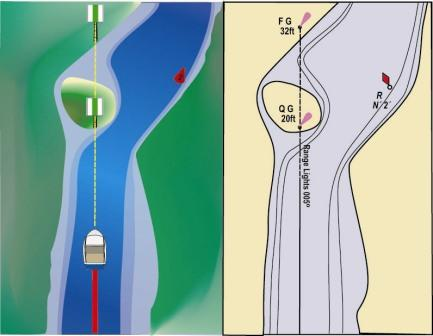 F G
32ft
R
N "2"
Q G
20ft
Range Lights 005°